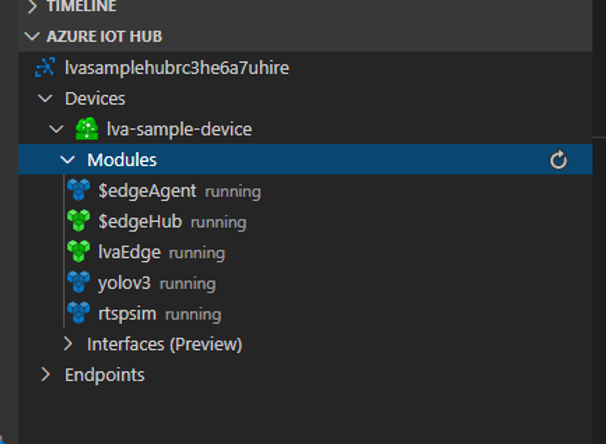 TIMELINE
AZURE IOT HUB
lvasamplehubrc3he6a7uhire
Devices
lva-sample-device
Modules
$edgeAgent running
$edgeHub running
lvaEdge running
yolov3 running
rtspsim running
Interfaces (Preview)
Endpoints